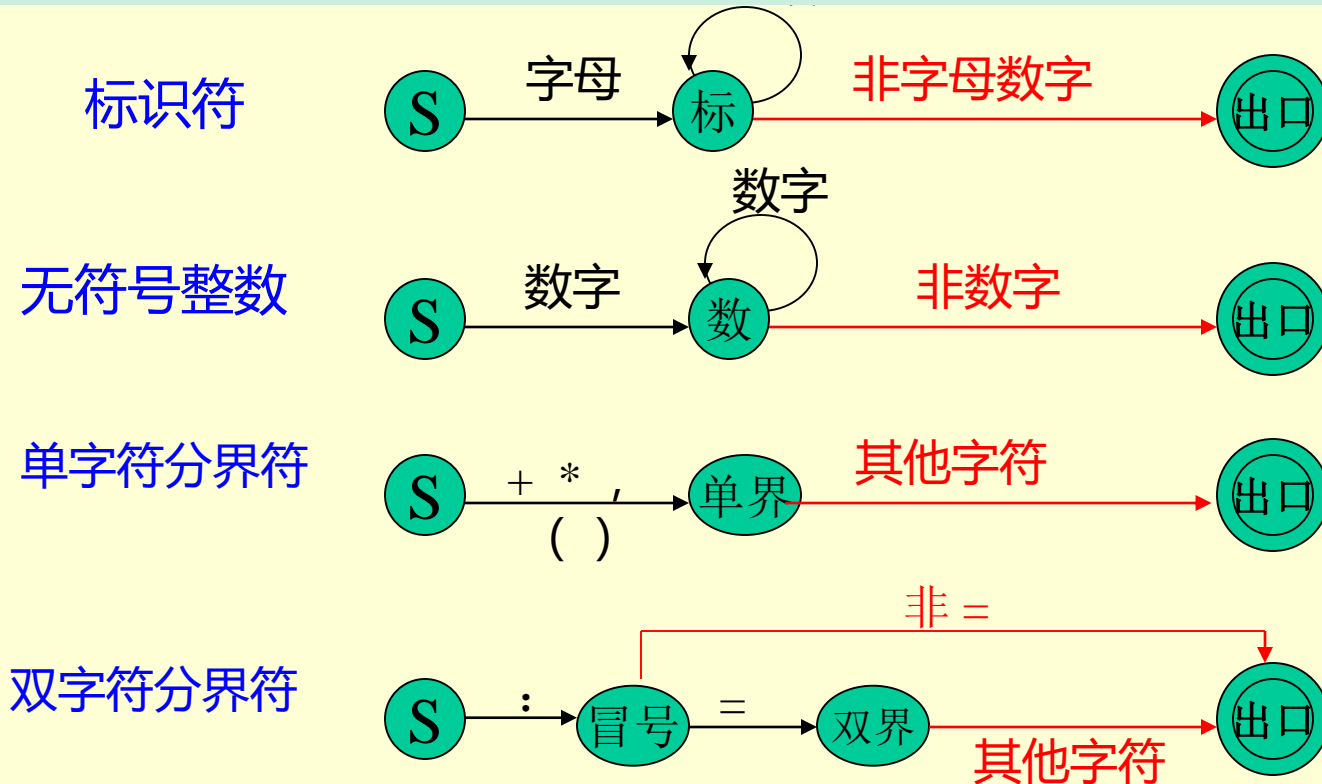 标识符 S 字母 标 非字母数字 出口
数字
无符号整数 S 数字 数 非数字 出口
单字符分界符 S + * , 单界 其他字符 出口
( )
非 =
双字符分界符 S : 冒号 = 双界 出口
其他字符